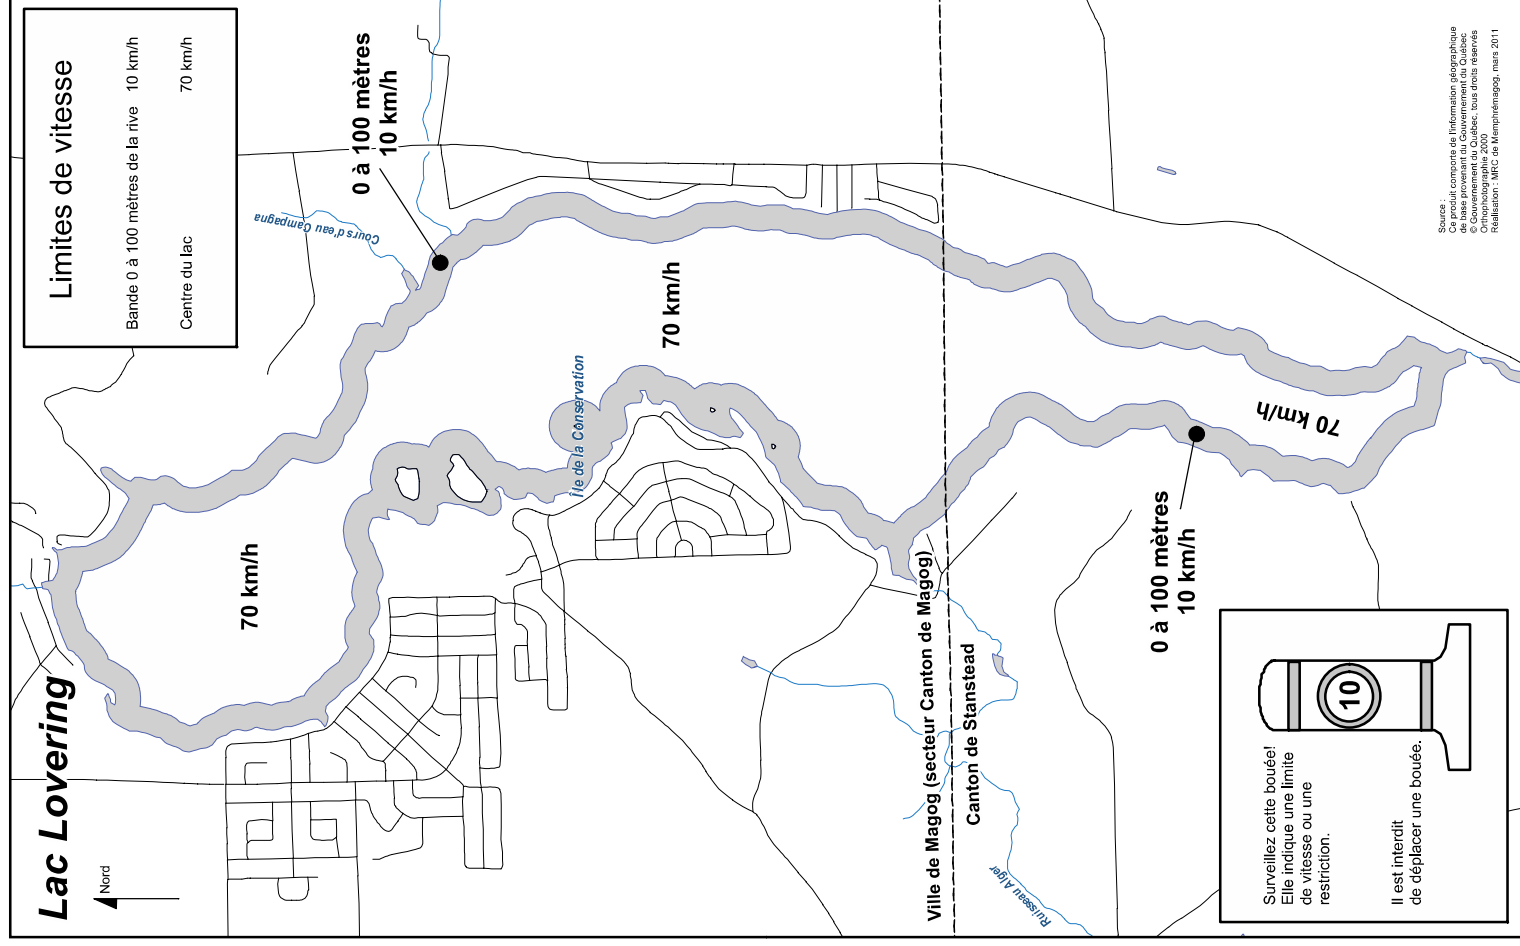 Lac Lovering
Nord
Limites de vitesse
Bande 0 à 100 mètres de la rive 10 km/h
Centre du lac 70 km/h
0 à 100 mètres
10 km/h
Cours d'eau Campagna
70 km/h
70 km/h
Île de la Conservation
70 km/h
0 à 100 mètres
10 km/h
Ville de Magog (secteur Canton de Magog)
Canton de Stanstead
Ruisseau Alger
Surveillez cette bouée!
Elle indique une limite
de vitesse ou une
restriction.
Il est interdit
de déplacer une bouée.
10
Source :
Ce produit comporte de l'information géographique
de base provenant du Gouvernement du Québec
© Gouvernement du Québec, tous droits réservés
Orthophotographie 2000
Réalisation : MRC de Memphrémagog, mars 2011